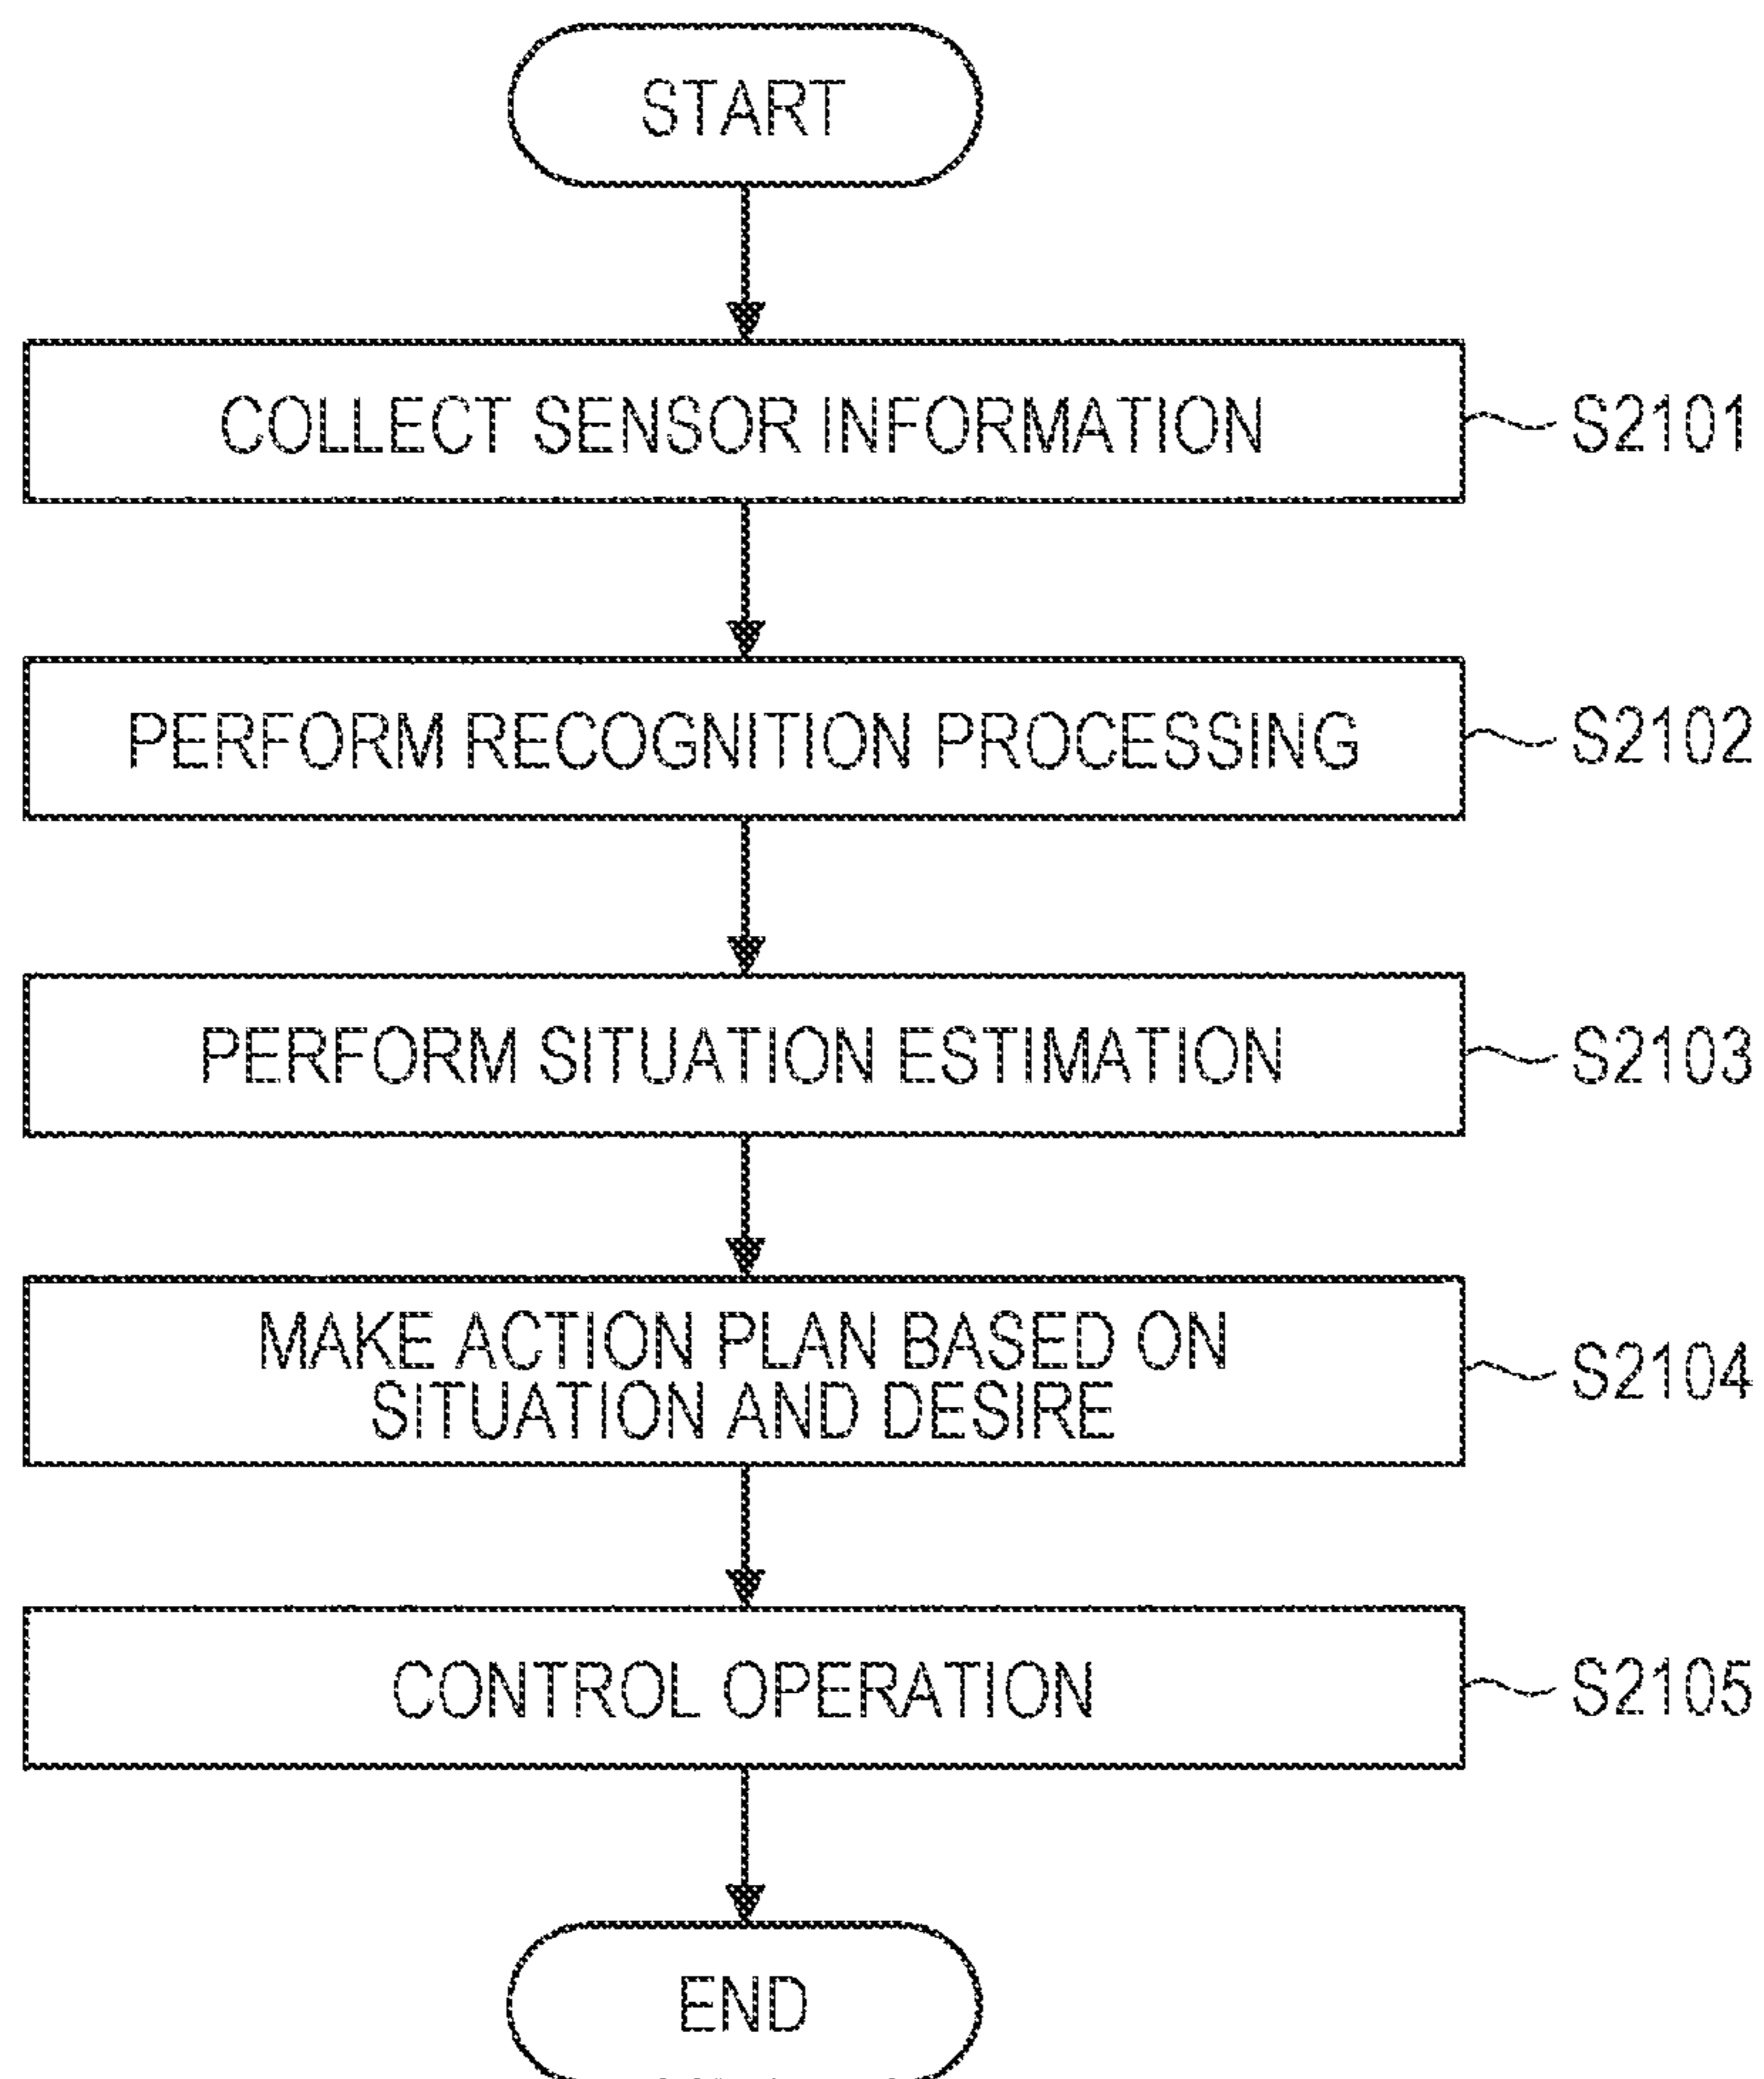 START
COLLECT SENSOR INFORMATION
S2101
PERFORM RECOGNITION PROCESSING
S2102
PERFORM SITUATION ESTIMATION
S2103
MAKE ACTION PLAN BASED ON
SITUATION AND DESIRE
S2104
CONTROL OPERATION
S2105
END